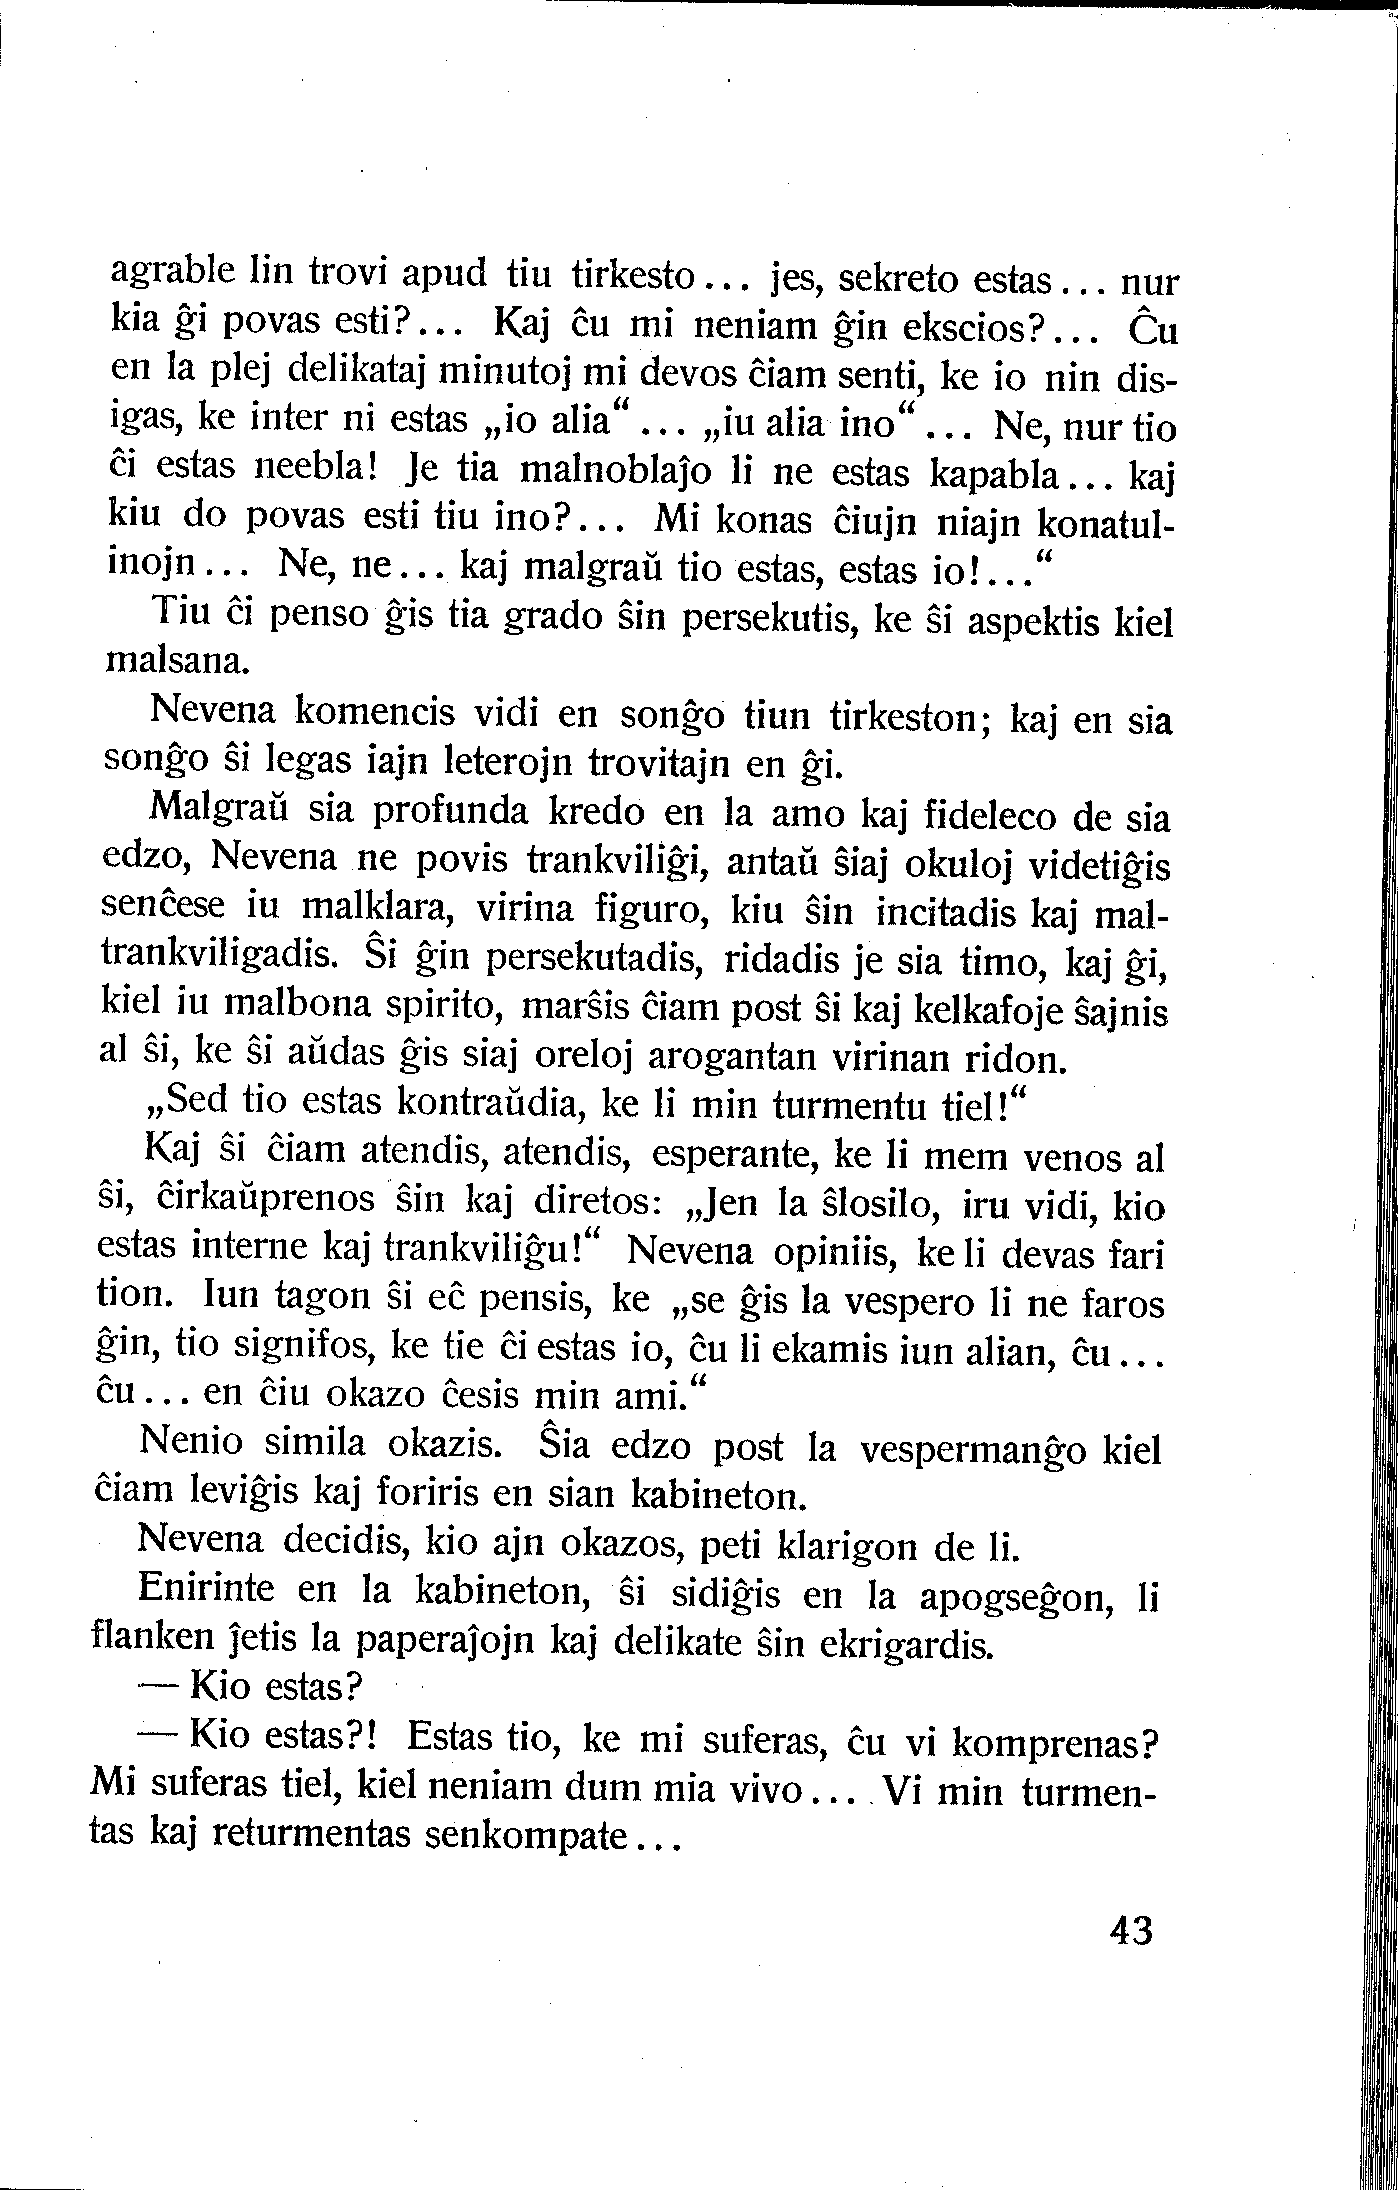 agrable lin trovi apud tiu tirkesto... jes, sekreto estas... nur
kia ĝi povas esti?... Kaj ĉu mi neniam ĝin ekscios?... Ĉu
en la plej delikataj minutoj mi devos ĉiam senti, ke io nin dis-
igas, ke inter ni estas „io alia“... „iu alia ino“... Ne, nur tio
ĉi estas neebla! Je tia malnoblaĵo li ne estas kapabla... kaj
kiu do povas esti tiu ino?... Mi konas ĉiujn niajn konatul-
inojn... Ne, ne... kaj malgraŭ tio estas, estas io!...“
Tiu ĉi penso ĝis tia grado ŝin persekutis, ke ŝi aspektis kiel
malsana.
Nevena komencis vidi en sonĝo tiun tirkeston; kaj en sia
sonĝo ŝi legas iajn leterojn trovitajn en ĝi.
Malgraŭ sia profunda kredo en la amo kaj fideleco de sia
edzo, Nevena ne povis trankviliĝi, antaŭ ŝiaj okuloj videtiĝis
senĉese iu malklara, virina figuro, kiu ŝin incitadis kaj mal-
trankviligadis. Ŝi ĝin persekutadis, ridadis je sia timo, kaj ĝi,
kiel iu malbona spirito, marŝis ĉiam post ŝi kaj kelkafoje ŝajnis
al ŝi, ke ŝi aŭdas ĝis siaj oreloj arogantan virinan ridon.
„Sed tio estas kontraŭdia, ke li min turmentu tiel!“
Kaj ŝi ĉiam atendis, atendis, esperante, ke li mem venos al
ŝi, ĉirkaŭprenos ŝin kaj diretos: „Jen la ŝlosilo, iru vidi, kio
estas interne kaj trankviliĝu!“ Nevena opiniis, ke li devas fari
tion. Iun tagon ŝi eĉ pensis, ke „se ĝis la vespero li ne faros
ĝin, tio signifos, ke tie ĉi estas io, ĉu li ekamis iun alian, ĉu...
ĉu... en ĉiu okazo ĉesis min ami.“
Nenio simila okazis. Ŝia edzo post la vespermanĝo kiel
ĉiam leviĝis kaj foriris en sian kabineton.
Nevena decidis, kio ajn okazos, peti klarigon de li.
Enirinte en la kabineton, ŝi sidiĝis en la apogseĝon, li
flanken ĵetis la paperaĵojn kaj delikate ŝin ekrigardis.
— Kio estas?
— Kio estas?! Estas tio, ke mi suferas, ĉu vi komprenas?
Mi suferas tiel, kiel neniam dum mia vivo... Vi min turmen-
tas kaj returmentas senkompate...
43